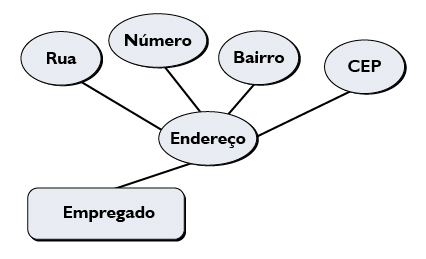 Rua
Número
Bairro
CEP
Endereço
Empregado